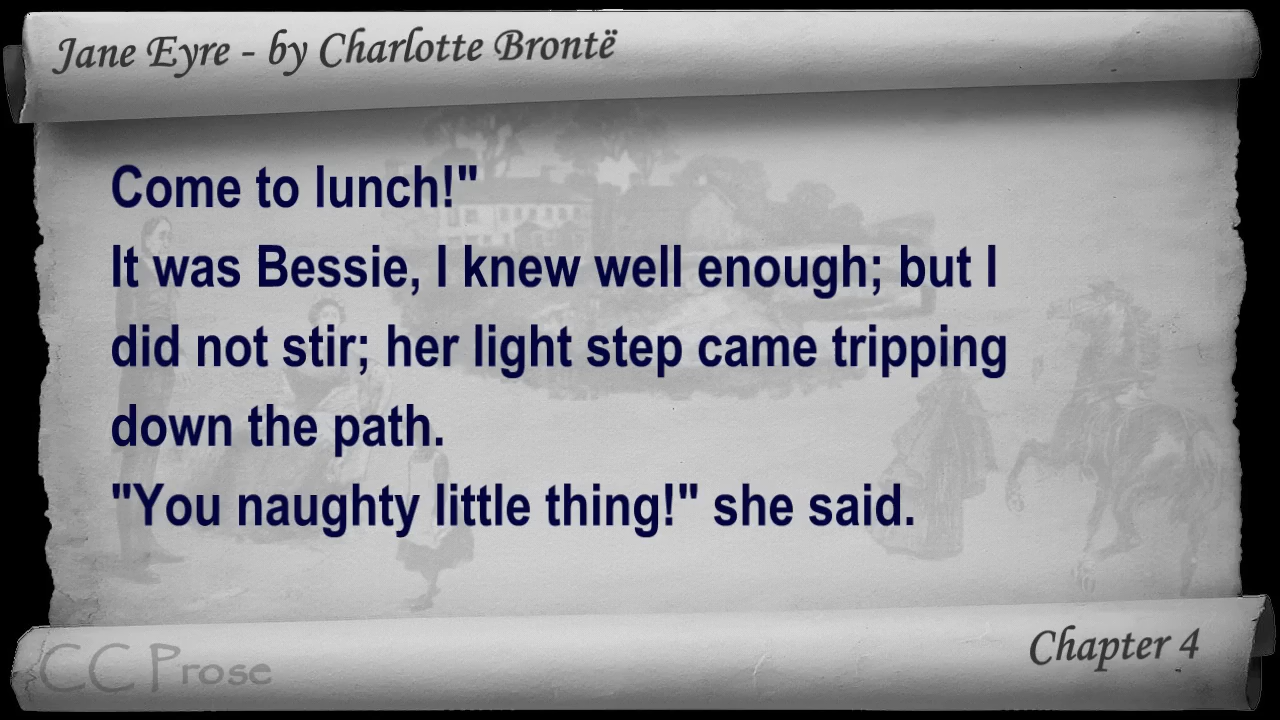 Jane Eyre - by Charlotte Brontë
Come to lunch!"
It was Bessie, I knew well enough; but I
did not stir; her light step came tripping
down the path.
"You naughty little thing!" she said.
Chapter 4
CC Prose